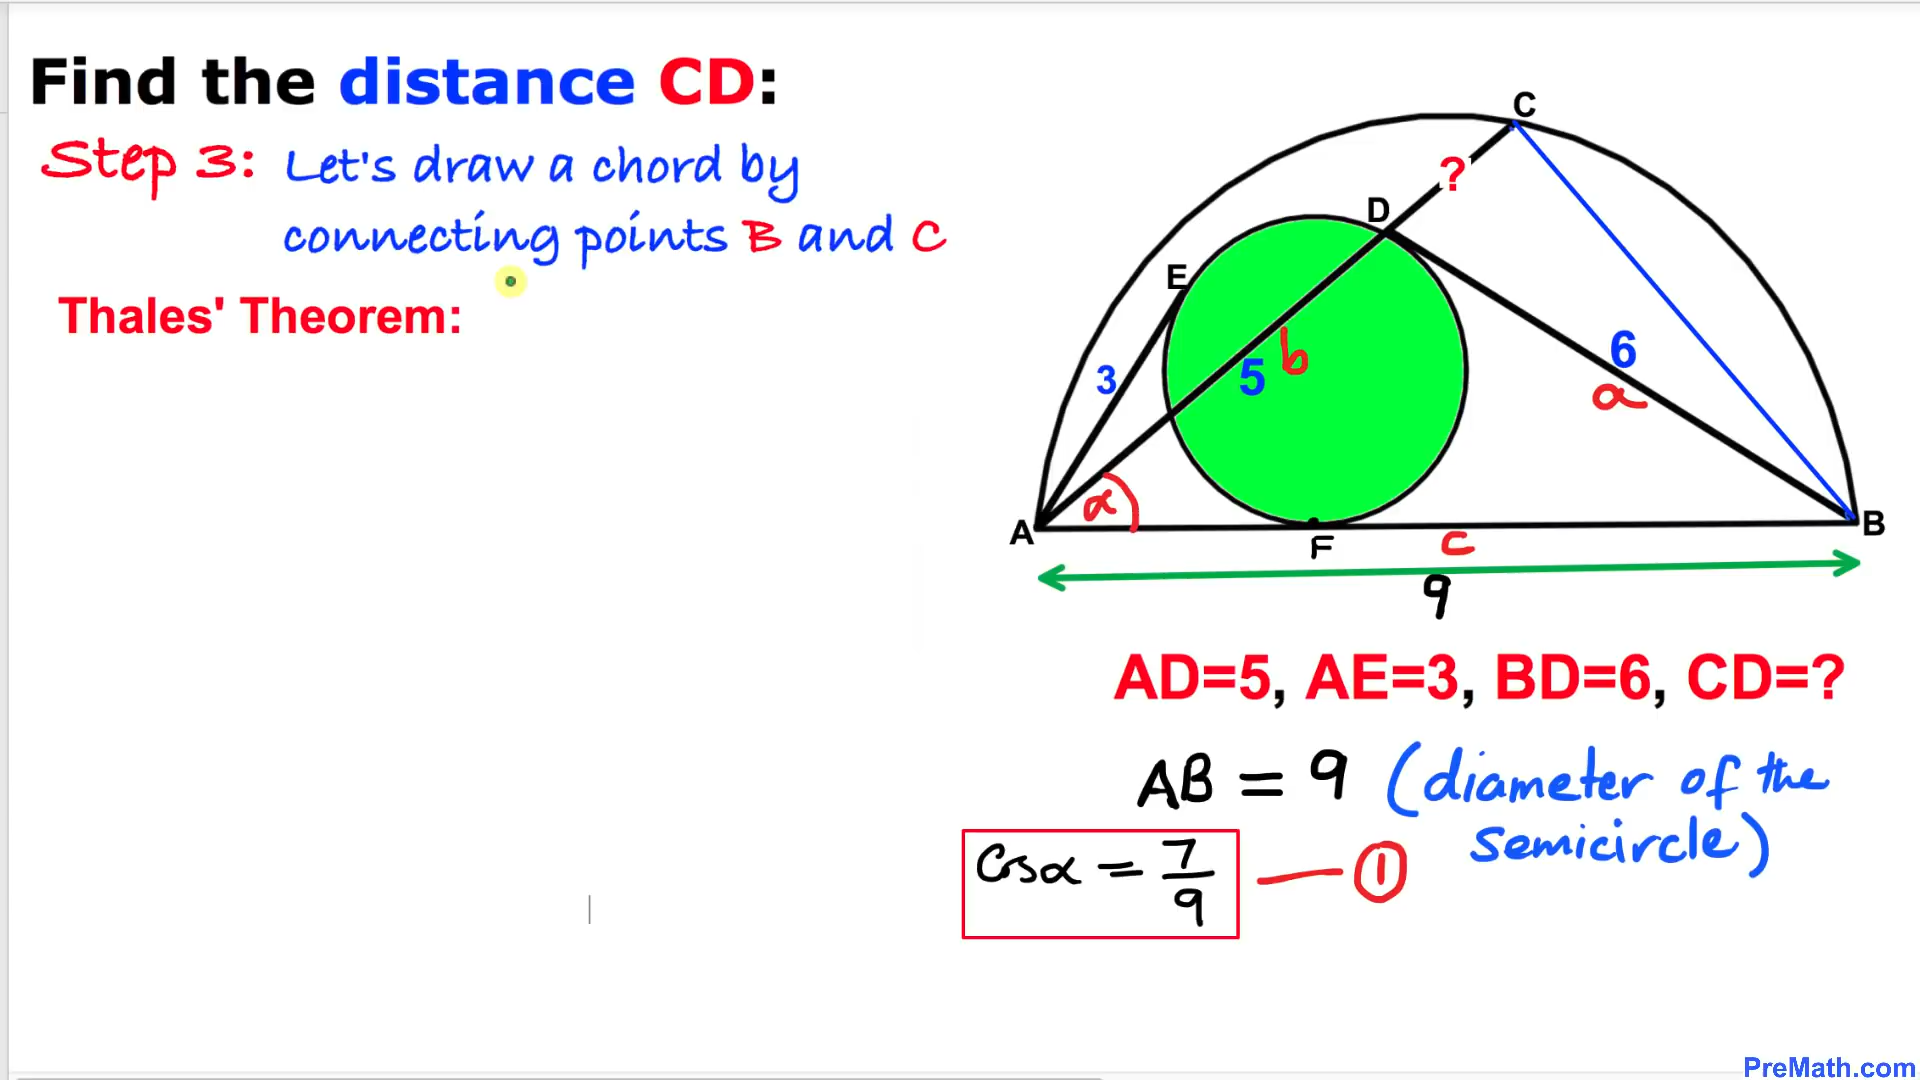 Find the distance CD:
Step 3: Let's draw a chord by
connecting points B and C
Thales' Theorem:
C
?
D
E
3
5 b
6
a
α
A
F
c
B
9
AD=5, AE=3, BD=6, CD=?
AB = 9 (diameter of the
semicircle)
Cosα = 7/9 — ①
PreMath.com